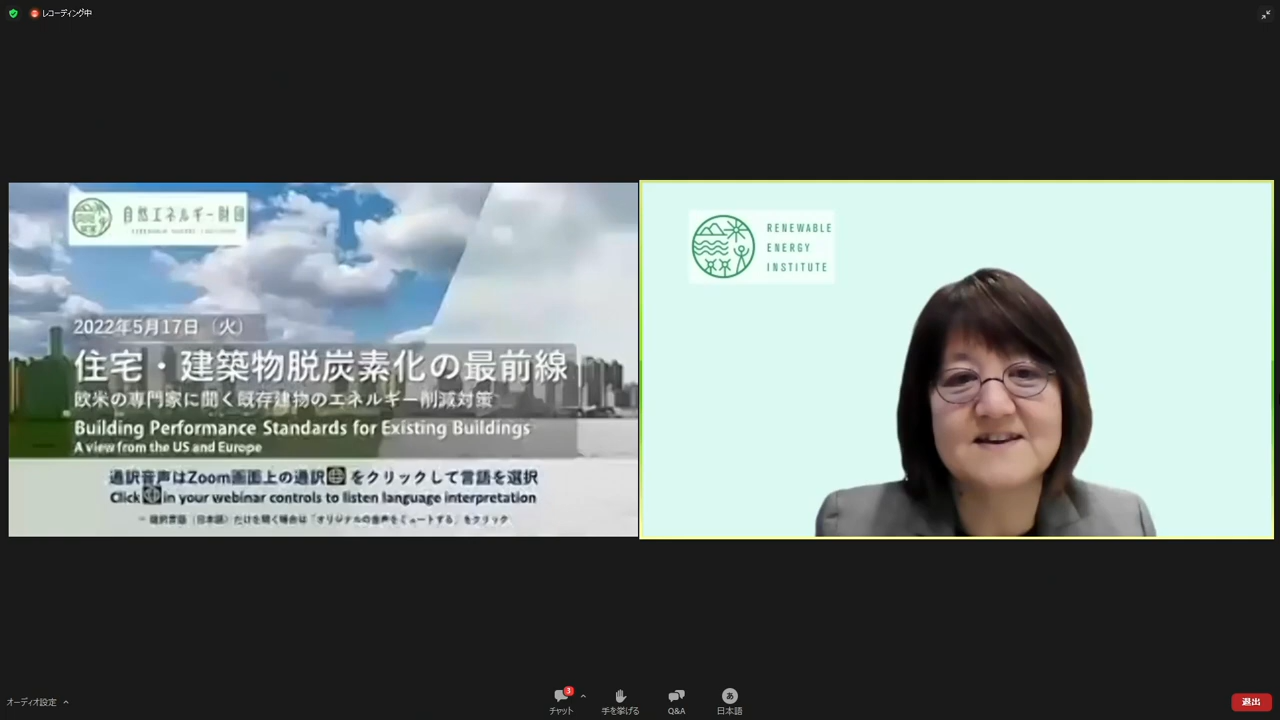 レコーディング中
自然エネルギー財団
2022年5月17日（火）
住宅・建築物脱炭素化の最前線
欧米の専門家に聞く既存建物のエネルギー削減対策
Building Performance Standards for Existing Buildings
A view from the US and Europe
通訳音声はZoom画面上の通訳 をクリックして言語を選択
Click in your webinar controls to listen language interpretation
RENEWABLE
ENERGY
INSTITUTE
オーディオ設定
3
チャット
手を挙げる
Q&A
あ
日本語
退出